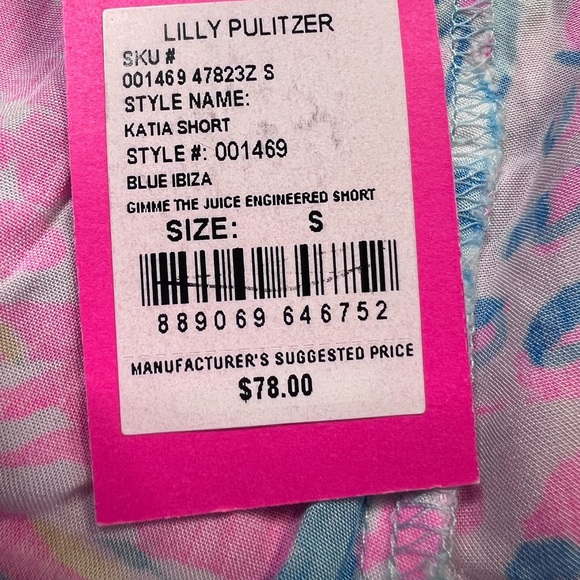 LILLY PULITZER
SKU #
001469 47823Z S
STYLE NAME:
KATIA SHORT
STYLE #: 001469
BLUE IBIZA
GIMME THE JUICE ENGINEERED SHORT
SIZE: S
889069 646752
MANUFACTURER'S SUGGESTED PRICE
$78.00